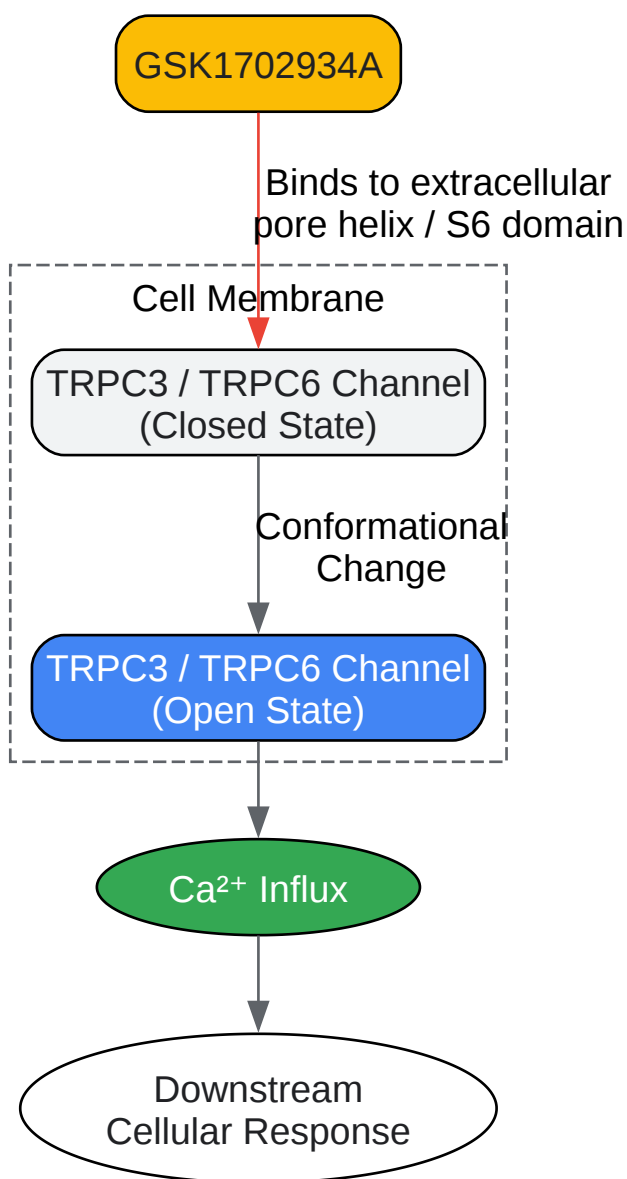 GSK1702934A
Binds to extracellular
pore helix / S6 domain
Cell Membrane
TRPC3 / TRPC6 Channel
(Closed State)
Conformational
Change
TRPC3 / TRPC6 Channel
(Open State)
Ca²⁺ Influx
Downstream
Cellular Response